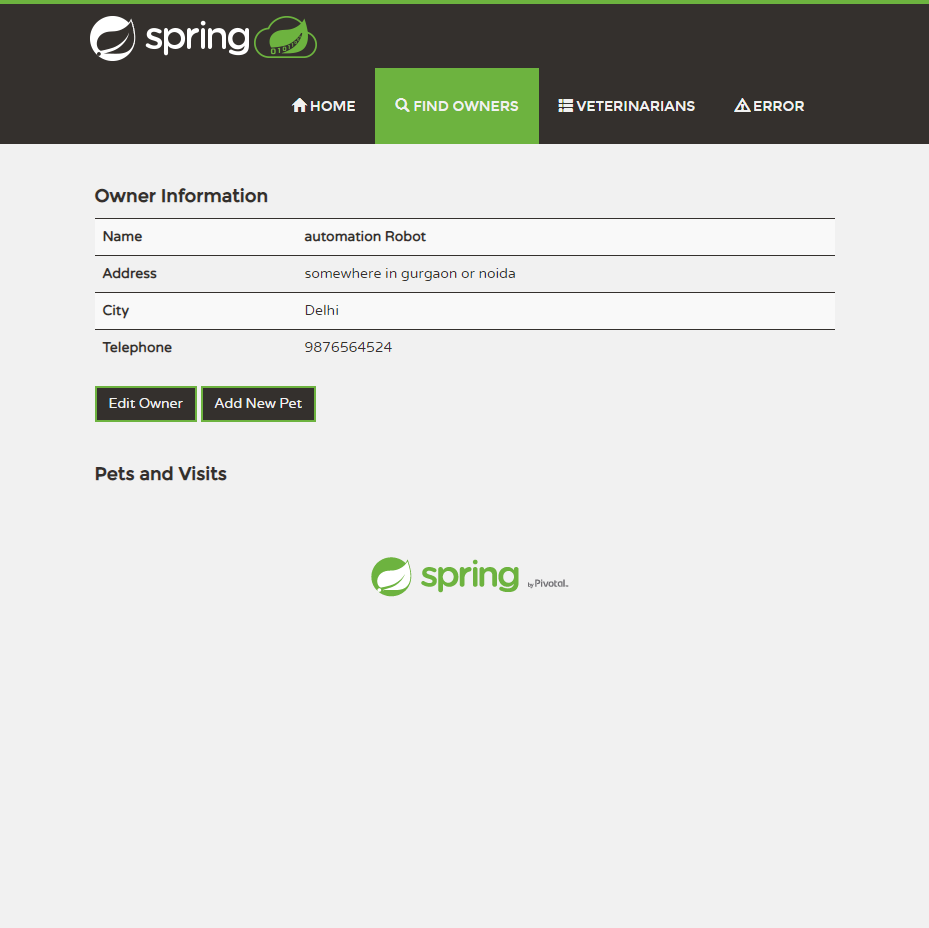 spring
HOME
FIND OWNERS
VETERINARIANS
ERROR
Owner Information
Name automation Robot
Address somewhere in gurgaon or noida
City Delhi
Telephone 9876564524
Edit Owner Add New Pet
Pets and Visits
spring by Pivotal